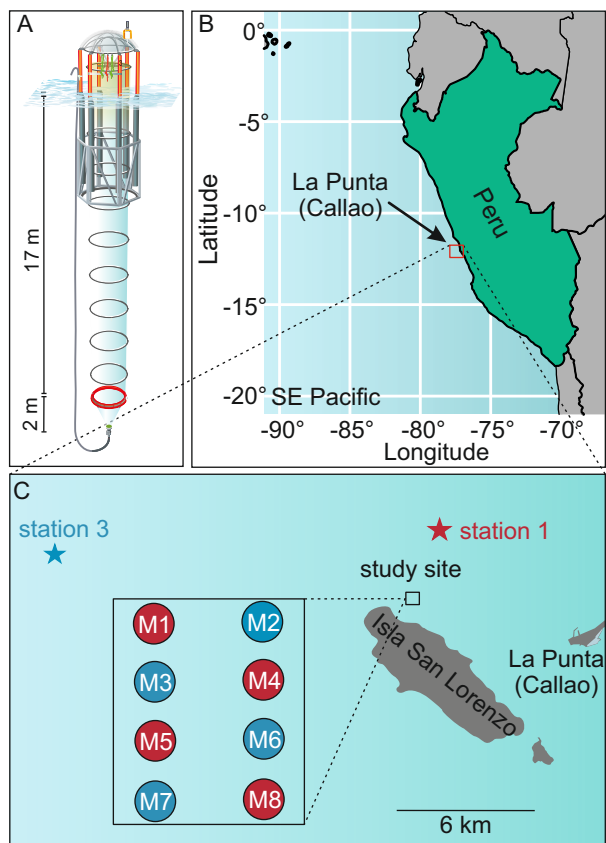 A
17 m
2 m
B
0°
-5°
-10°
-15°
-20°
Latitude
La Punta
(Callao)
Peru
SE Pacific
-90°
-85°
-80°
-75°
-70°
Longitude
C
station 3
station 1
study site
M1
M2
M3
M4
M5
M6
M7
M8
Isla San Lorenzo
La Punta
(Callao)
6 km